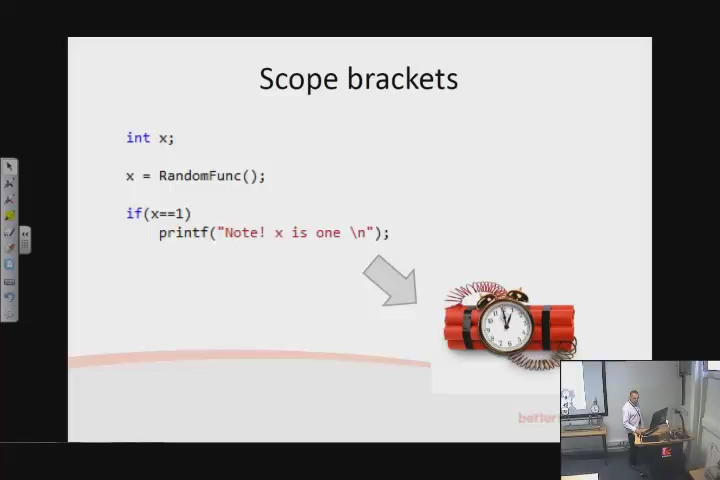 Scope brackets
int x;
x = RandomFunc();
if(x==1)
printf("Note! x is one \n");